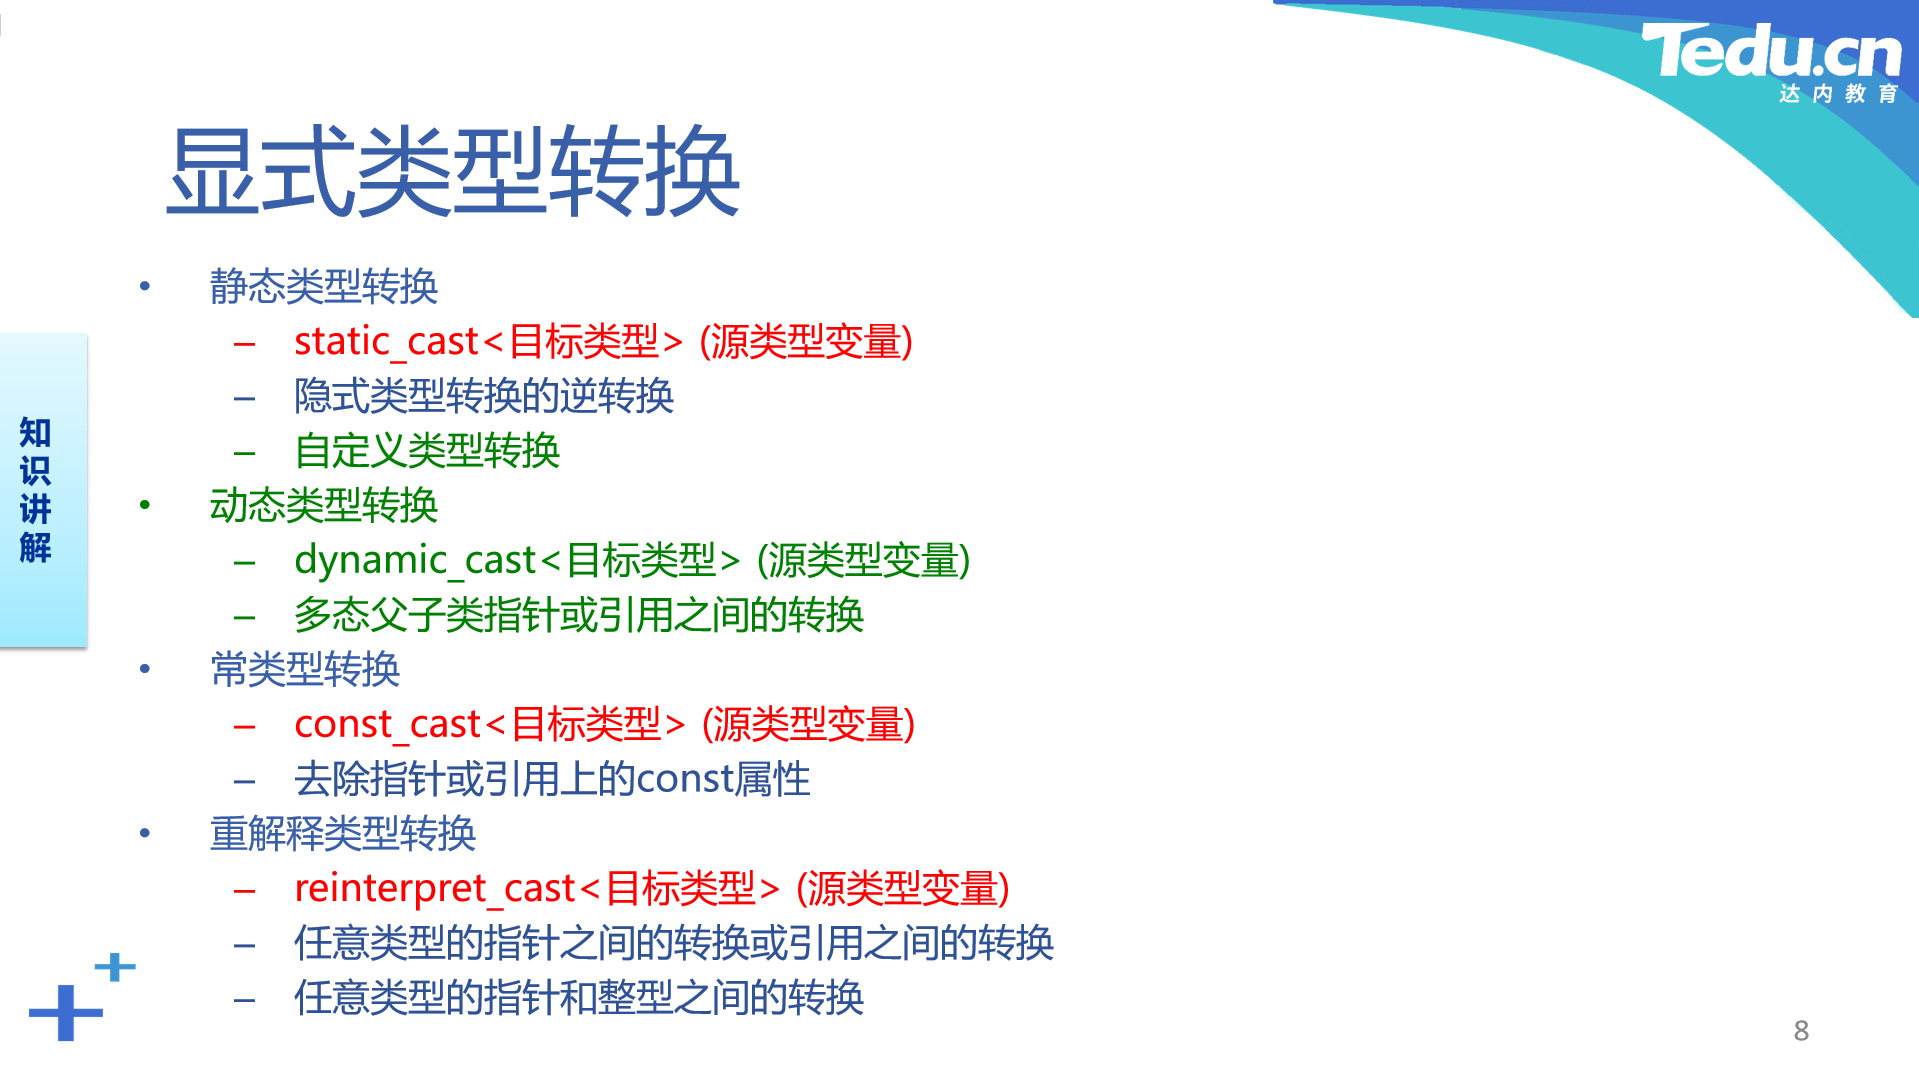 Tedu.cn
达内教育
显式类型转换
• 静态类型转换
– static_cast<目标类型> (源类型变量)
– 隐式类型转换的逆转换
– 自定义类型转换
• 动态类型转换
– dynamic_cast<目标类型> (源类型变量)
– 多态父子类指针或引用之间的转换
• 常类型转换
– const_cast<目标类型> (源类型变量)
– 去除指针或引用上的const属性
• 重解释类型转换
– reinterpret_cast<目标类型> (源类型变量)
– 任意类型的指针之间的转换或引用之间的转换
– 任意类型的指针和整型之间的转换
知识讲解
8